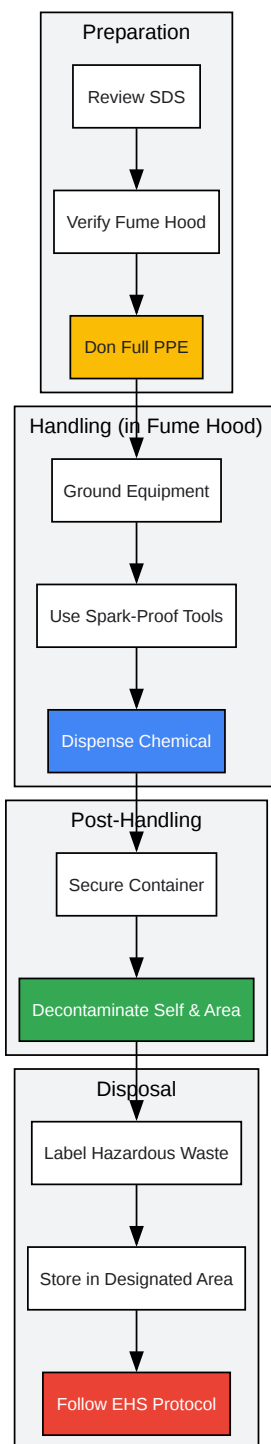 Preparation
Review SDS
Verify Fume Hood
Don Full PPE
Handling (in Fume Hood)
Ground Equipment
Use Spark-Proof Tools
Dispense Chemical
Post-Handling
Secure Container
Decontaminate Self & Area
Disposal
Label Hazardous Waste
Store in Designated Area
Follow EHS Protocol